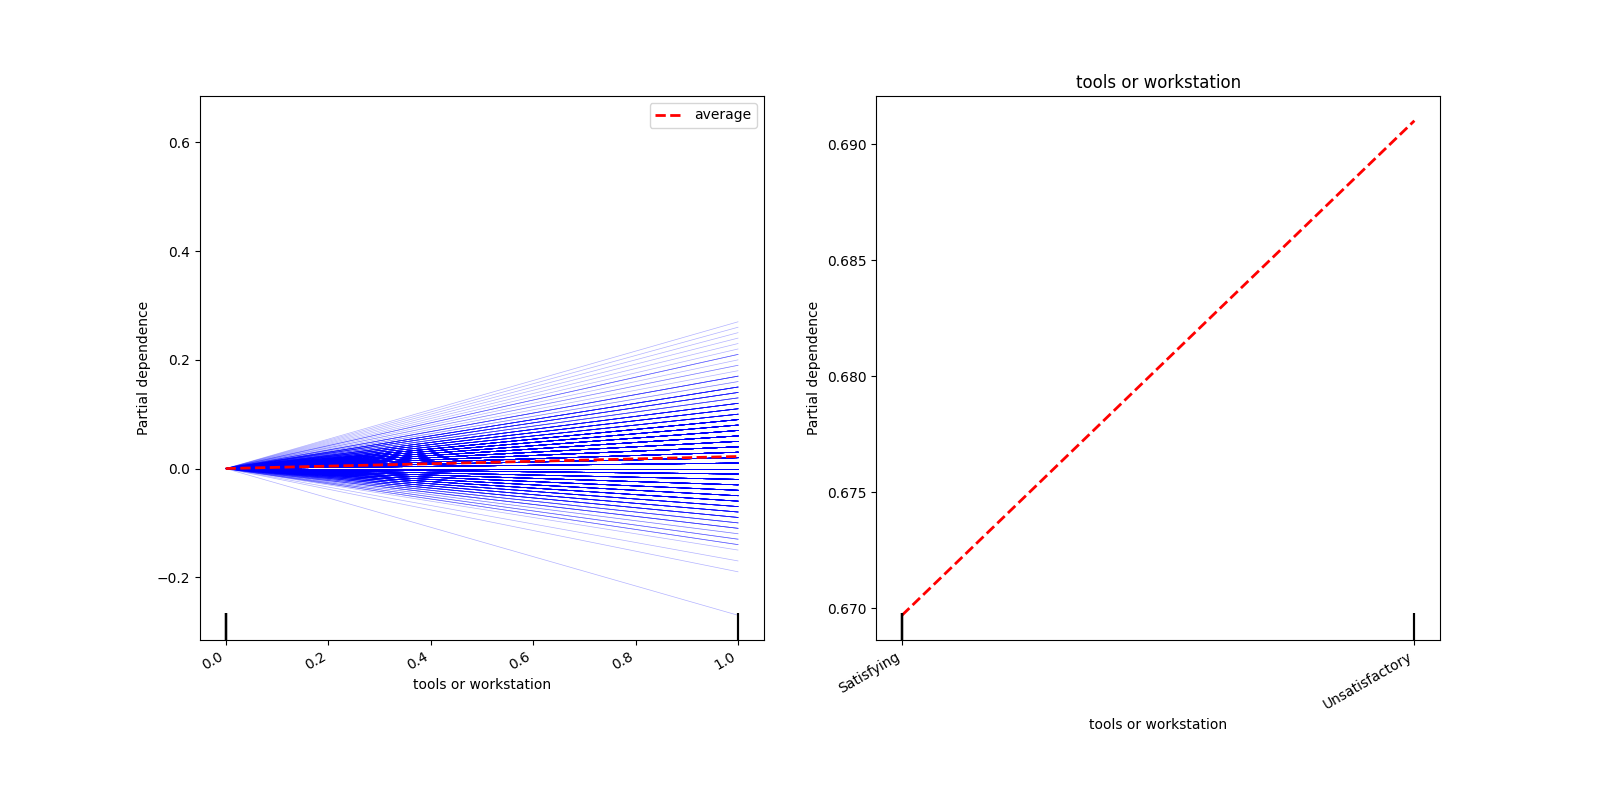 average
0.6
0.4
0.2
0.0
−0.2
Partial dependence
0.0
0.2
0.4
0.6
0.8
1.0
tools or workstation
tools or workstation
0.690
0.685
0.680
0.675
0.670
Partial dependence
Satisfying
Unsatisfactory
tools or workstation